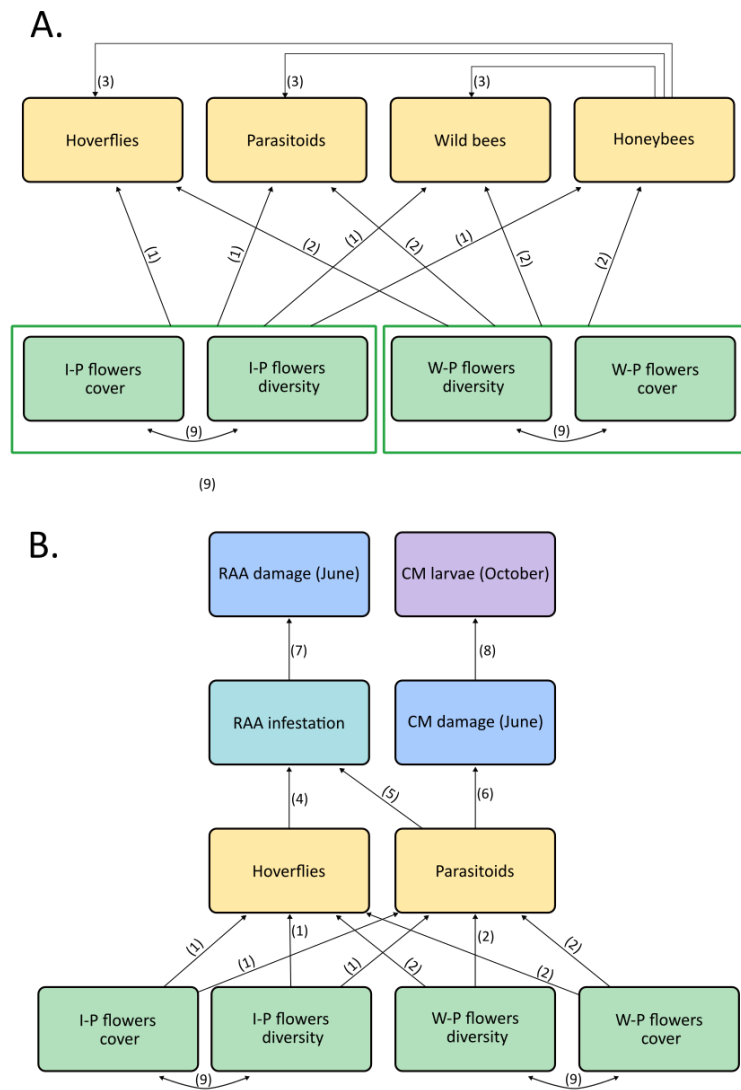 A.
(3) (3) (3)
Hoverflies Parasitoids Wild bees Honeybees
(1) (1) (2) (1) (2) (1) (2) (2)
I-P flowers cover
I-P flowers diversity
W-P flowers diversity
W-P flowers cover
(9) (9)
(9)
B.
RAA damage (June) CM larvae (October)
(7) (8)
RAA infestation CM damage (June)
(4) (5) (6)
Hoverflies Parasitoids
(1) (1) (1) (1) (2) (2) (2) (2)
I-P flowers cover
I-P flowers diversity
W-P flowers diversity
W-P flowers cover
(9) (9)